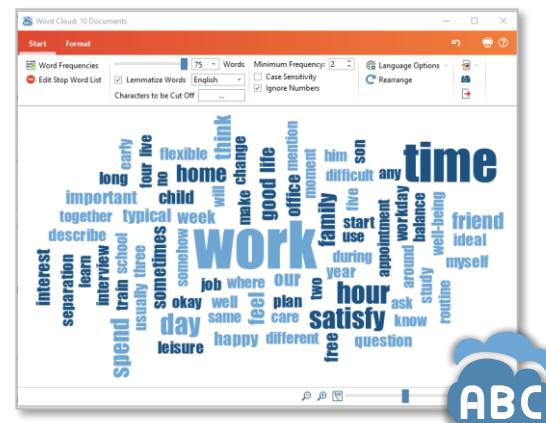 Word Cloud: 10 Documents
Start Format
Word Frequencies
75 Words
Minimum Frequency: 2
Language Options
Edit Stop Word List
Lemmatize Words English
Case Sensitivity
Rearrange
Characters to be Cut Off ...
Ignore Numbers
early
four
live
flexible
think
change
mention
him
son
time
long
no
home
will
make
good life
office
moment
difficult
any
important
child
family
five
workday
balance
well-being
together
typical
week
start
use
appointment
friend
describe
sometimes
somehow
work
during
around
ideal
interest
separation
learn
interview
train
school
usually
three
year
myself
job
where
our
two
hour
study
routine
okay
well
feel
plan
ask
spend
day
same
care
satisfy
know
leisure
happy
different
free
question
ABC